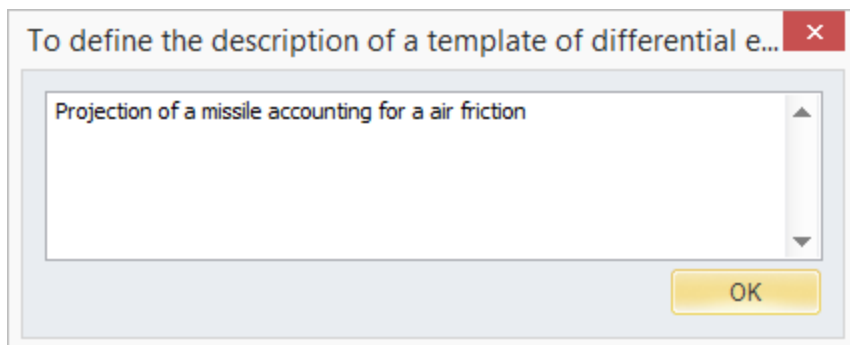 To define the description of a template of differential e...
Projection of a missile accounting for a air friction
OK